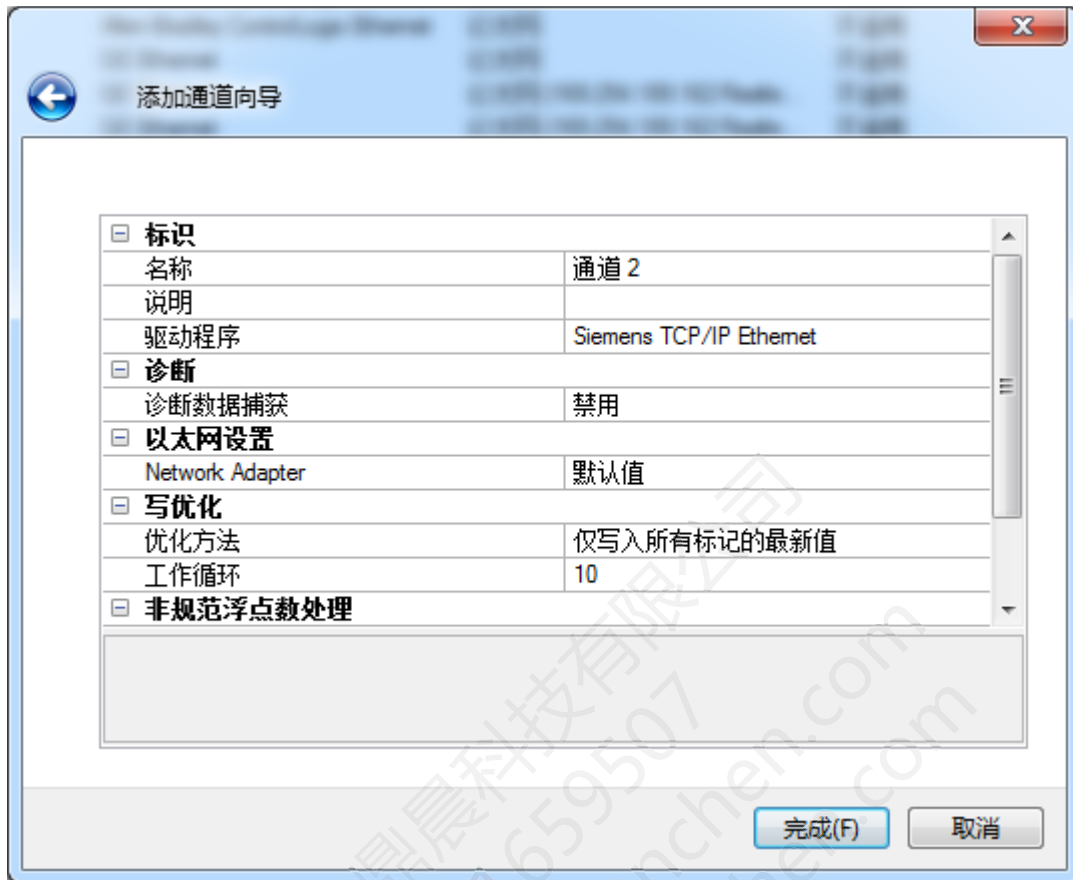 添加通道向导
标识
名称 通道 2
说明
驱动程序 Siemens TCP/IP Ethernet
诊断
诊断数据捕获 禁用
以太网设置
Network Adapter 默认值
写优化
优化方法 仅写入所有标记的最新值
工作循环 10
非规范浮点数处理
完成(F) 取消